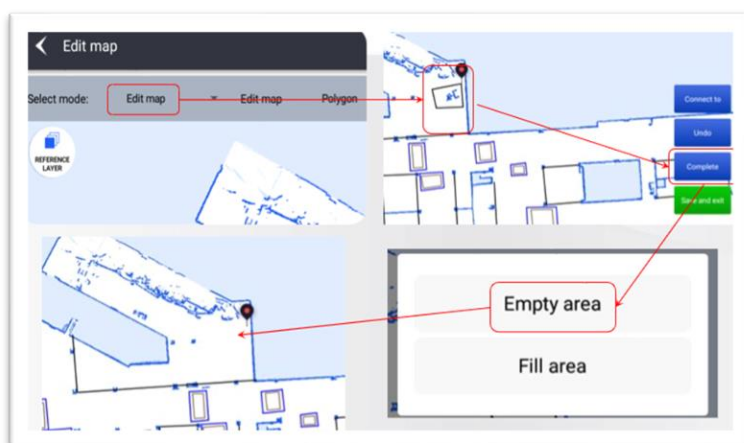 Edit map
Select mode:
Edit map
Edit map
Polygon
REFERENCE
LAYER
Connect to
Undo
Complete
Save and exit
Empty area
Fill area